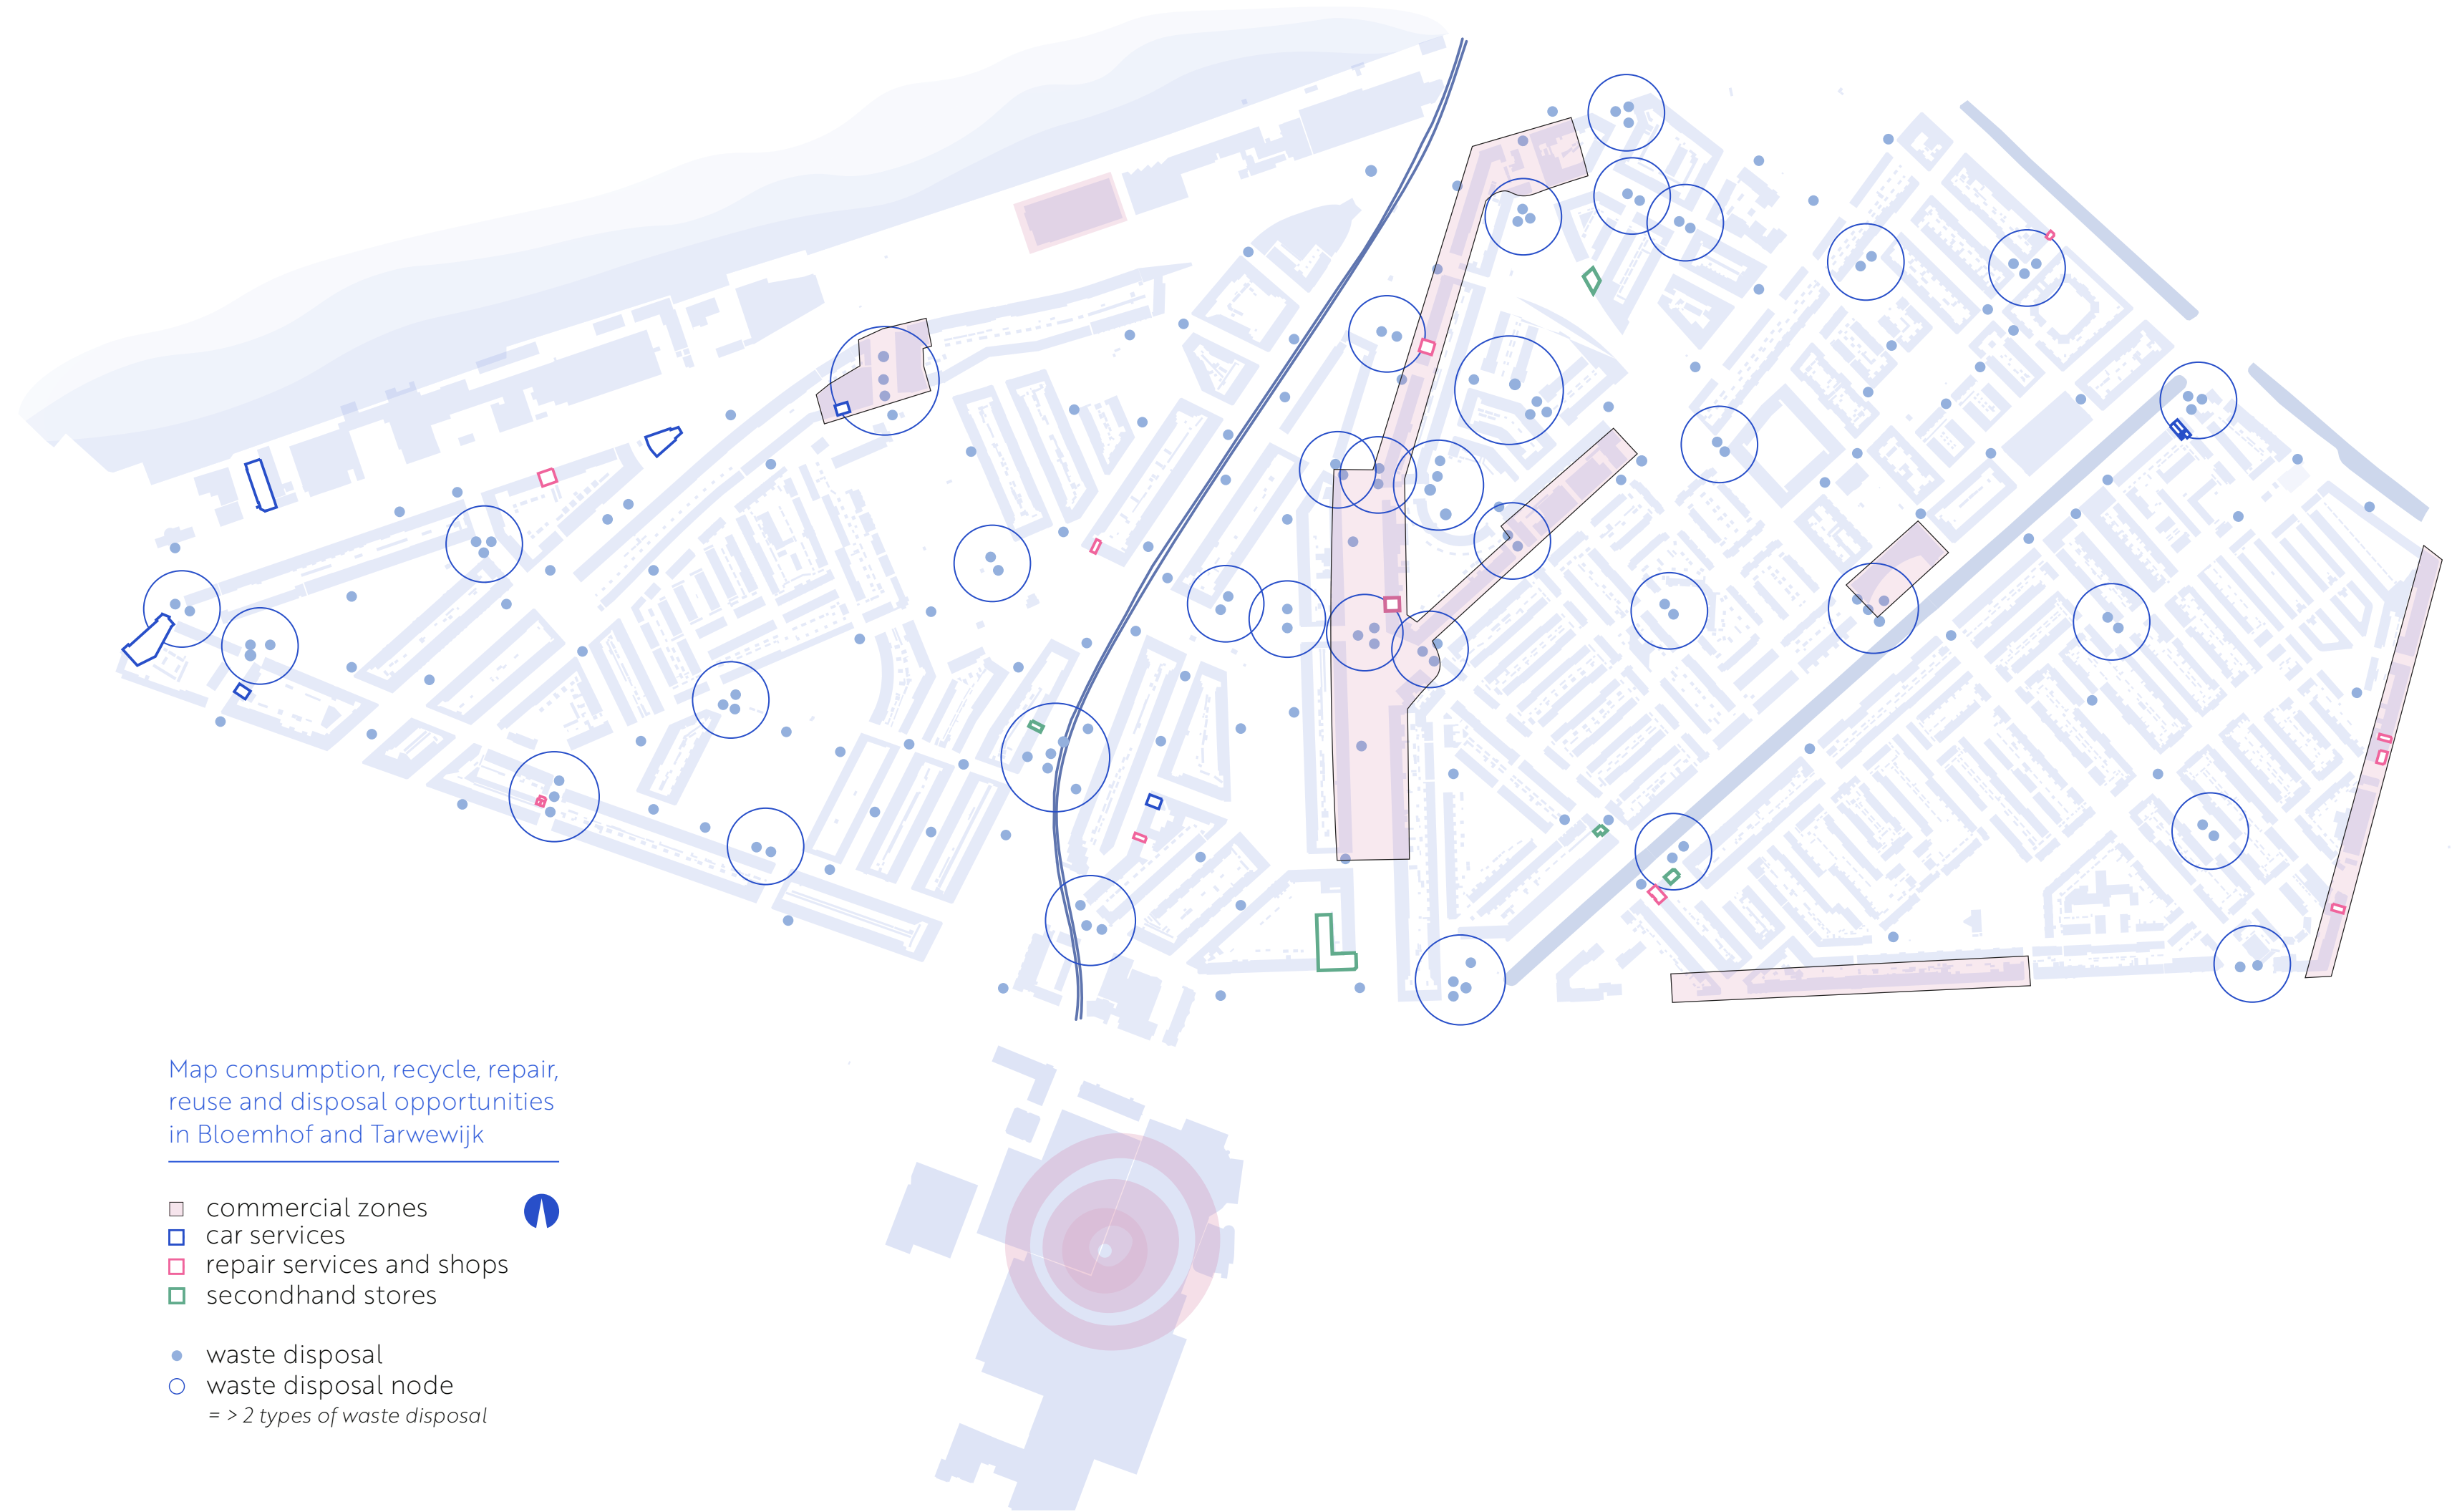 Map consumption, recycle, repair,
reuse and disposal opportunities
in Bloemhof and Tarwewijk
commercial zones
car services
repair services and shops
secondhand stores
waste disposal
waste disposal node
= > 2 types of waste disposal